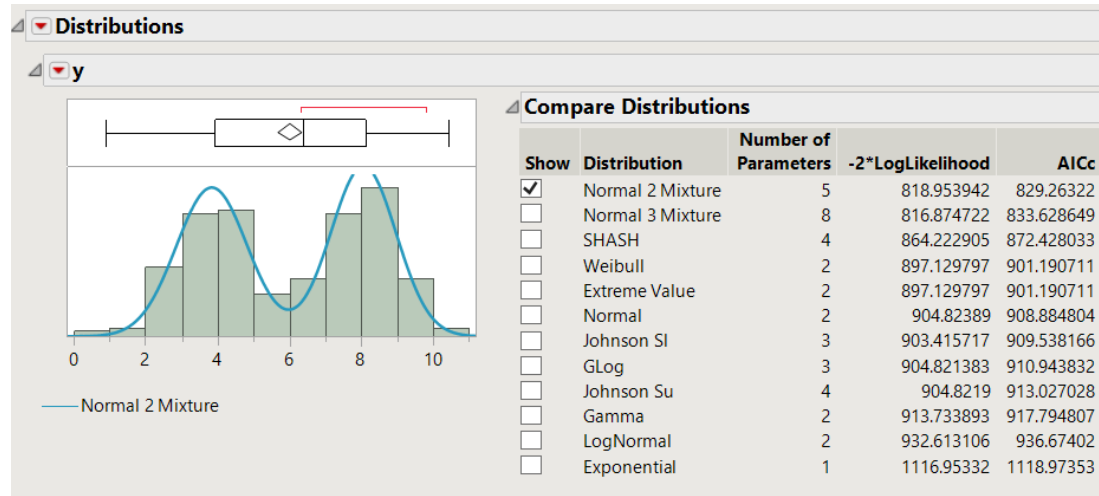 Distributions
y
0 2 4 6 8 10
Normal 2 Mixture
Compare Distributions
Number of
Show Distribution Parameters -2*LogLikelihood AICc
Normal 2 Mixture 5 818.953942 829.26322
Normal 3 Mixture 8 816.874722 833.628649
SHASH 4 864.222905 872.428033
Weibull 2 897.129797 901.190711
Extreme Value 2 897.129797 901.190711
Normal 2 904.82389 908.884804
Johnson Sl 3 903.415717 909.538166
GLog 3 904.821383 910.943832
Johnson Su 4 904.8219 913.027028
Gamma 2 913.733893 917.794807
LogNormal 2 932.613106 936.67402
Exponential 1 1116.95332 1118.97353